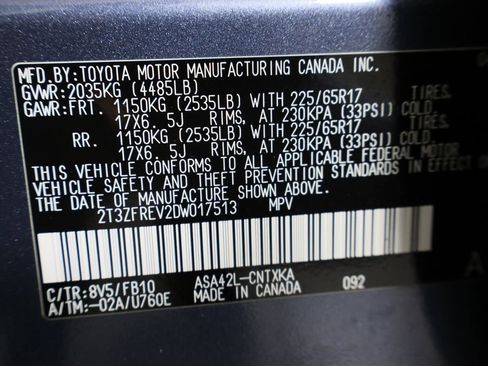 MFD.BY:TOYOTA MOTOR MANUFACTURING CANADA INC.
GVWR:2035KG (4485LB)
GAWR:FRT. 1150KG (2535LB) WITH 225/65R17 TIRES.
17X6. 5J RIMS, AT 230KPA (33PSI) COLD.
RR. 1150KG (2535LB) WITH 225/65R17 TIRES.
17X6. 5J RIMS, AT 230KPA (33PSI) COLD.
THIS VEHICLE CONFORMS TO ALL APPLICABLE FEDERAL MOTOR
VEHICLE SAFETY AND THEFT PREVENTION STANDARDS IN EFFECT
THE DATE OF MANUFACTURE SHOWN ABOVE.
2T3ZFREV2DW017513 MPV
C/TR:8V5/FB10 ASA42L-CNTXKA
A/TM:-02A/U760E MADE IN CANADA 092